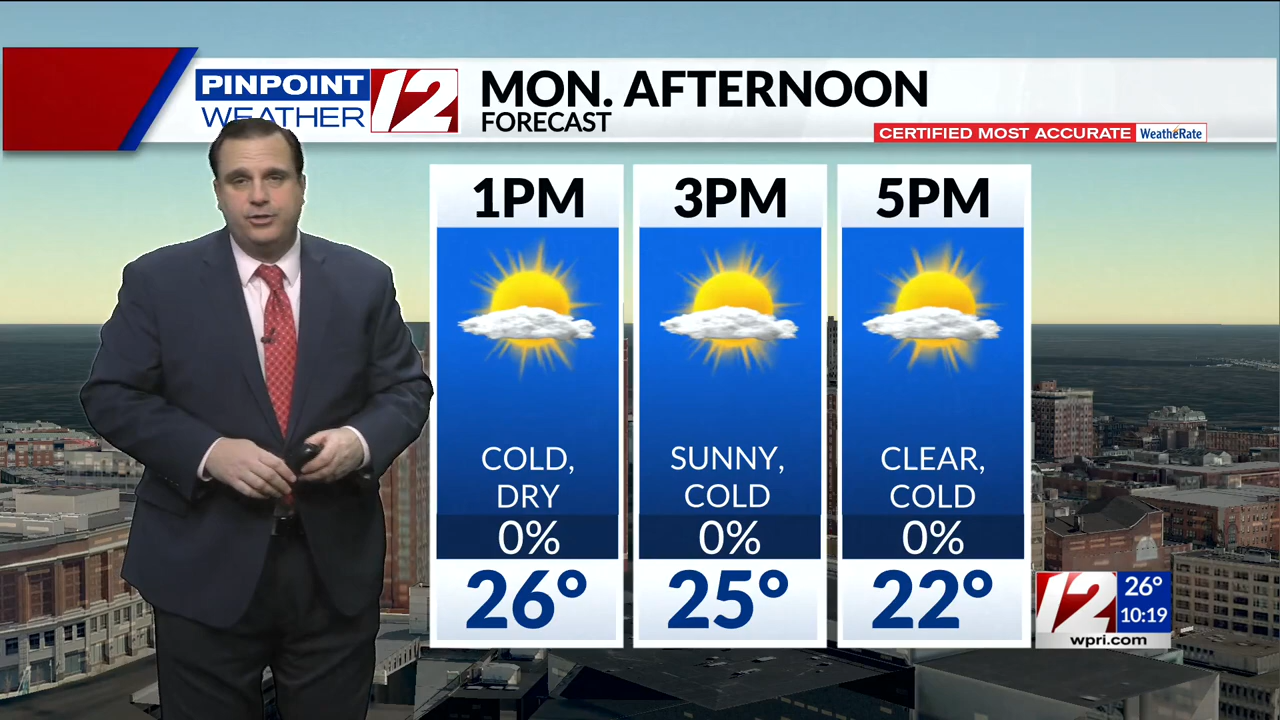 PINPOINT
WEATHER
12
MON. AFTERNOON
FORECAST
CERTIFIED MOST ACCURATE WeatheRate
1PM
COLD,
DRY
0%
26°
3PM
SUNNY,
COLD
0%
25°
5PM
CLEAR,
COLD
0%
22°
12
26°
10:19
wpri.com